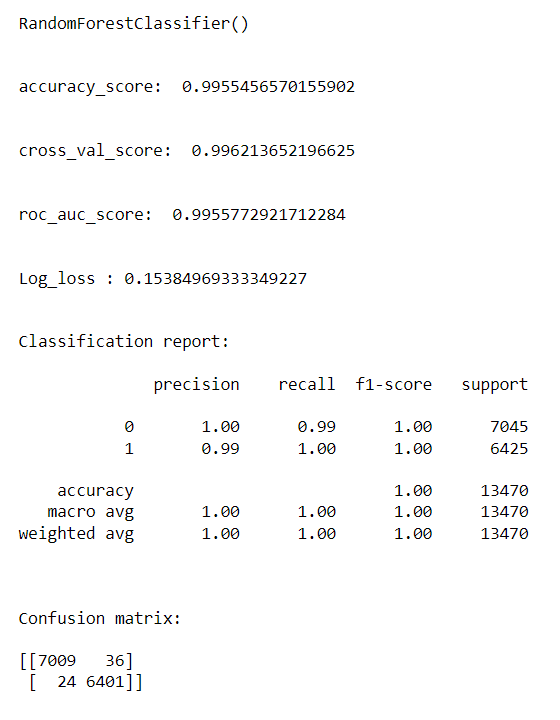 RandomForestClassifier()
accuracy_score:  0.9955456570155902
cross_val_score:  0.996213652196625
roc_auc_score:  0.9955772921712284
Log_loss : 0.15384969333349227
Classification report:
              precision    recall  f1-score   support
           0       1.00      0.99      1.00      7045
           1       0.99      1.00      1.00      6425
    accuracy                           1.00     13470
   macro avg       1.00      1.00      1.00     13470
weighted avg       1.00      1.00      1.00     13470
Confusion matrix:
[[7009   36]
 [  24 6401]]